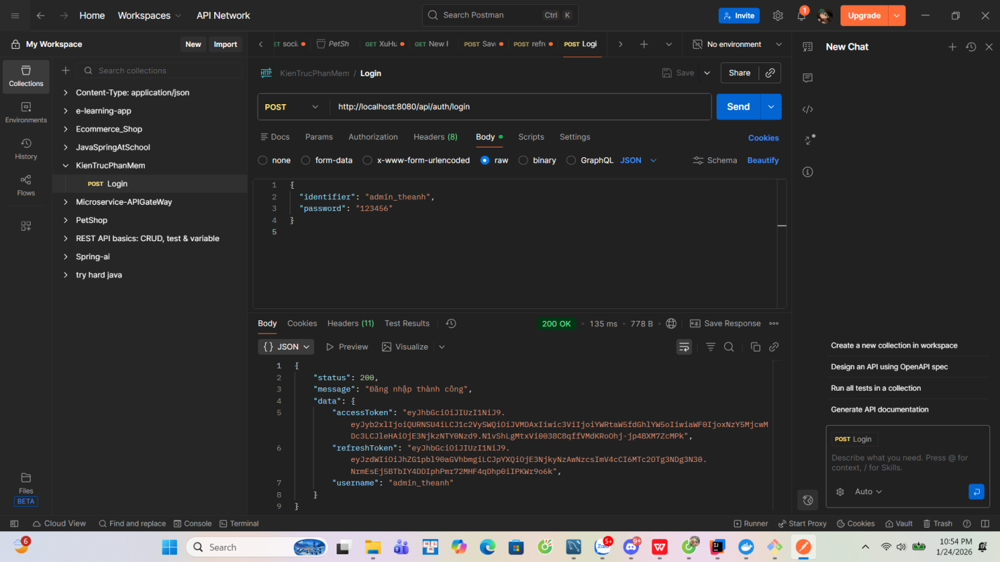 Home
Workspaces
API Network
Search Postman
Ctrl K
Invite
1
Upgrade
My Workspace
New
Import
ET socia
PetSh
GET XuHu
GET New F
POST Save
POST refre
POST Logi
No environment
New Chat
Collections
Environments
History
Flows
Search collections
Content-Type: application/json
e-learning-app
Ecommerce_Shop
JavaSpringAtSchool
KienTrucPhanMem
POST Login
Microservice-APIGateWay
PetShop
REST API basics: CRUD, test & variable
Spring-ai
try hard java
Files
BETA
HTTP KienTrucPhanMem / Login
Save
Share
POST
http://localhost:8080/api/auth/login
Send
Docs
Params
Authorization
Headers (8)
Body
Scripts
Settings
Cookies
none
form-data
x-www-form-urlencoded
raw
binary
GraphQL
JSON
Schema
Beautify
1 {
2 "identifier": "admin_theanh",
3 "password": "123456"
4 }
5
Body
Cookies
Headers (11)
Test Results
200 OK
135 ms
778 B
Save Response
{} JSON
Preview
Visualize
1 {
2 "status": 200,
3 "message": "Đăng nhập thành công",
4 "data": {
5 "accessToken": "eyJhbGciOiJIUzI1NiJ9.
eyJyb2xlIjoiQURNSU4iLCJ1c2VySWQiOiJVMDAxIiwic3ViIjoiYWRtaW5fdGhlYW5oIiwiaWF0IjoxNzY5MjcwM
Dc3LCJleHAiOjE3NjkzNTY0Nzd9.N1vShLgMtxVi0038C8qffVMdKRoOhj-jp4BXM7ZcMPk",
6 "refreshToken": "eyJhbGciOiJIUzI1NiJ9.
eyJzdWIiOiJhZG1pbl90aGVhbmgiLCJpYXQiOjE3NjkyNzAwNzcsImV4cCI6MTc2OTg3NDg3N30.
NrmEsEj5BTbIY4DDIphPmr72MHF4qDhp0iIPKWr9o6k",
7 "username": "admin_theanh"
8 }
9 }
Create a new collection in workspace
Design an API using OpenAPI spec
Run all tests in a collection
Generate API documentation
POST Login
Describe what you need. Press @ for
context, / for Skills.
Auto
Cloud View
Find and replace
Console
Terminal
Runner
Start Proxy
Cookies
Vault
Trash
6
Search
5+
9+
10:54 PM
1/24/2026